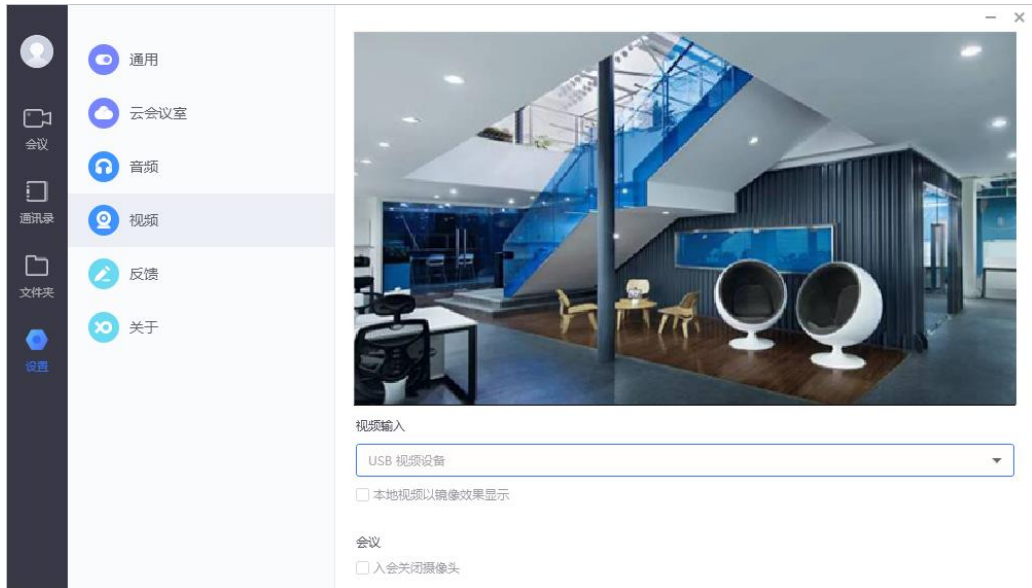 会议
通讯录
文件夹
设置
通用
云会议室
音频
视频
反馈
关于
视频输入
USB 视频设备
本地视频以镜像效果显示
会议
入会关闭摄像头